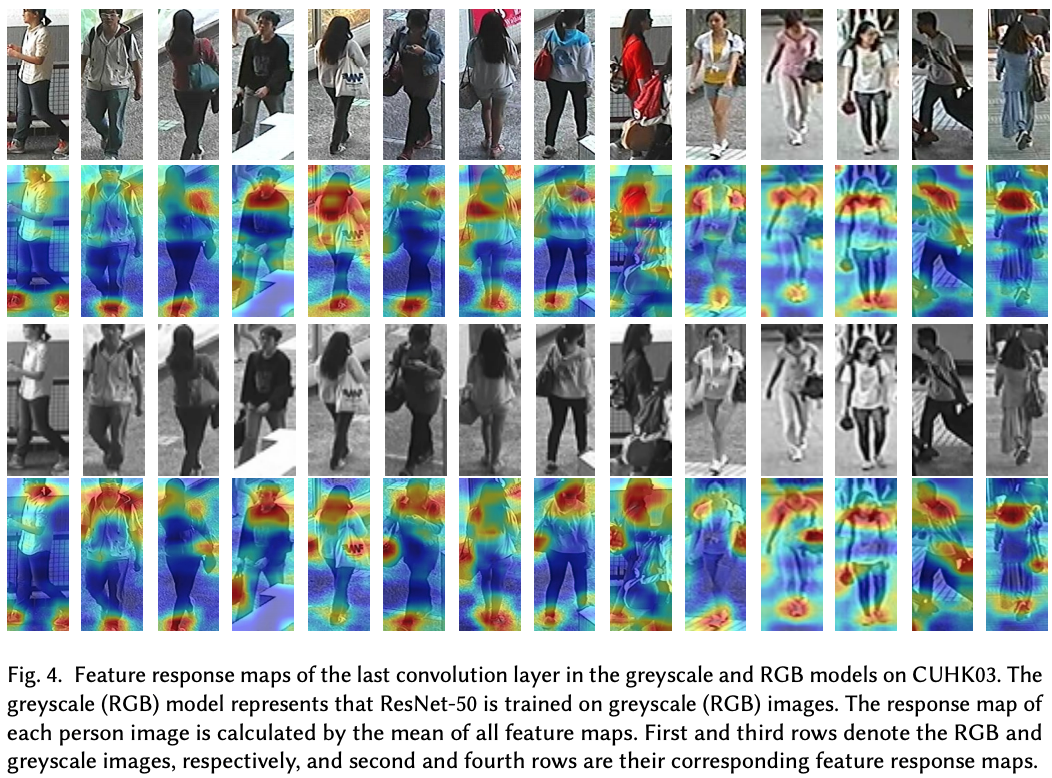 Fig. 4. Feature response maps of the last convolution layer in the greyscale and RGB models on CUHK03. The
greyscale (RGB) model represents that ResNet-50 is trained on greyscale (RGB) images. The response map of
each person image is calculated by the mean of all feature maps. First and third rows denote the RGB and
greyscale images, respectively, and second and fourth rows are their corresponding feature response maps.